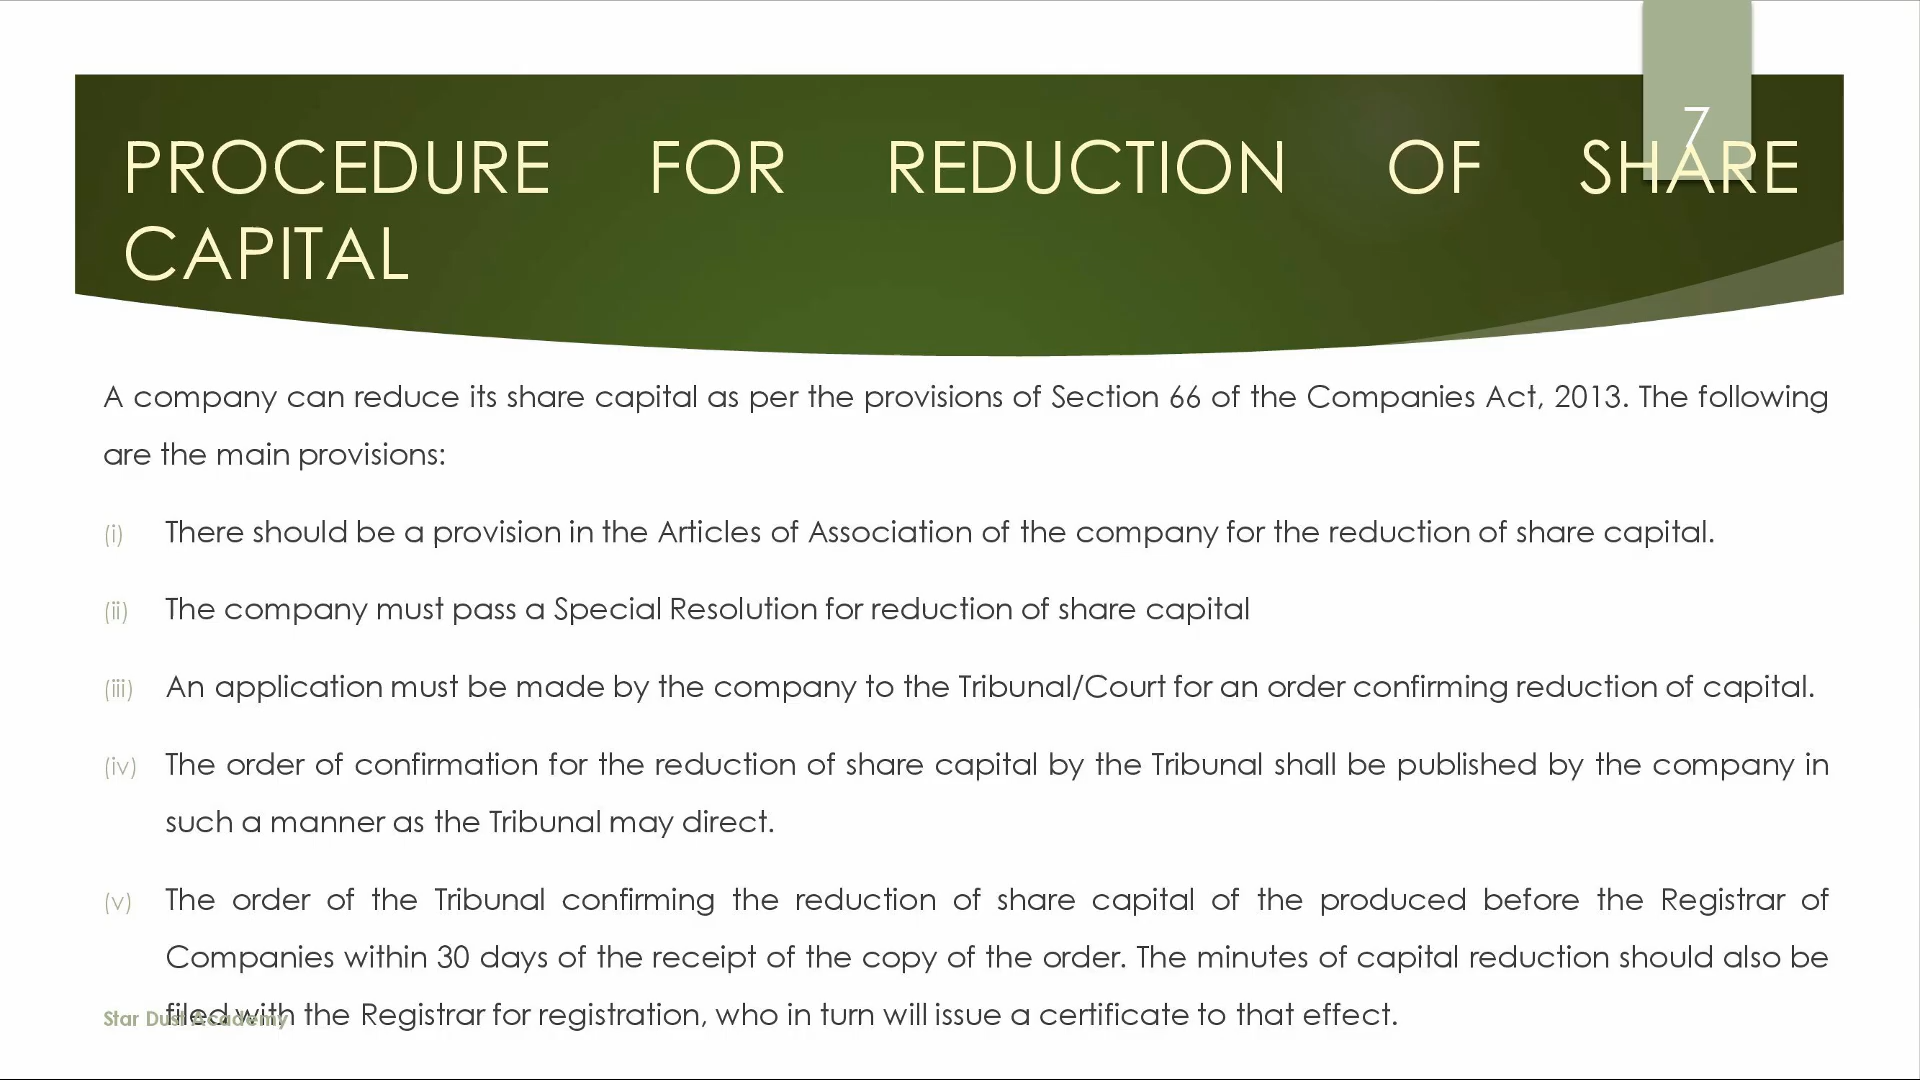 7
PROCEDURE FOR REDUCTION OF SHARE
CAPITAL
A company can reduce its share capital as per the provisions of Section 66 of the Companies Act, 2013. The following
are the main provisions:
(i) There should be a provision in the Articles of Association of the company for the reduction of share capital.
(ii) The company must pass a Special Resolution for reduction of share capital
(iii) An application must be made by the company to the Tribunal/Court for an order confirming reduction of capital.
(iv) The order of confirmation for the reduction of share capital by the Tribunal shall be published by the company in
such a manner as the Tribunal may direct.
(v) The order of the Tribunal confirming the reduction of share capital of the produced before the Registrar of
Companies within 30 days of the receipt of the copy of the order. The minutes of capital reduction should also be
filed with the Registrar for registration, who in turn will issue a certificate to that effect.
Star Dust Academy